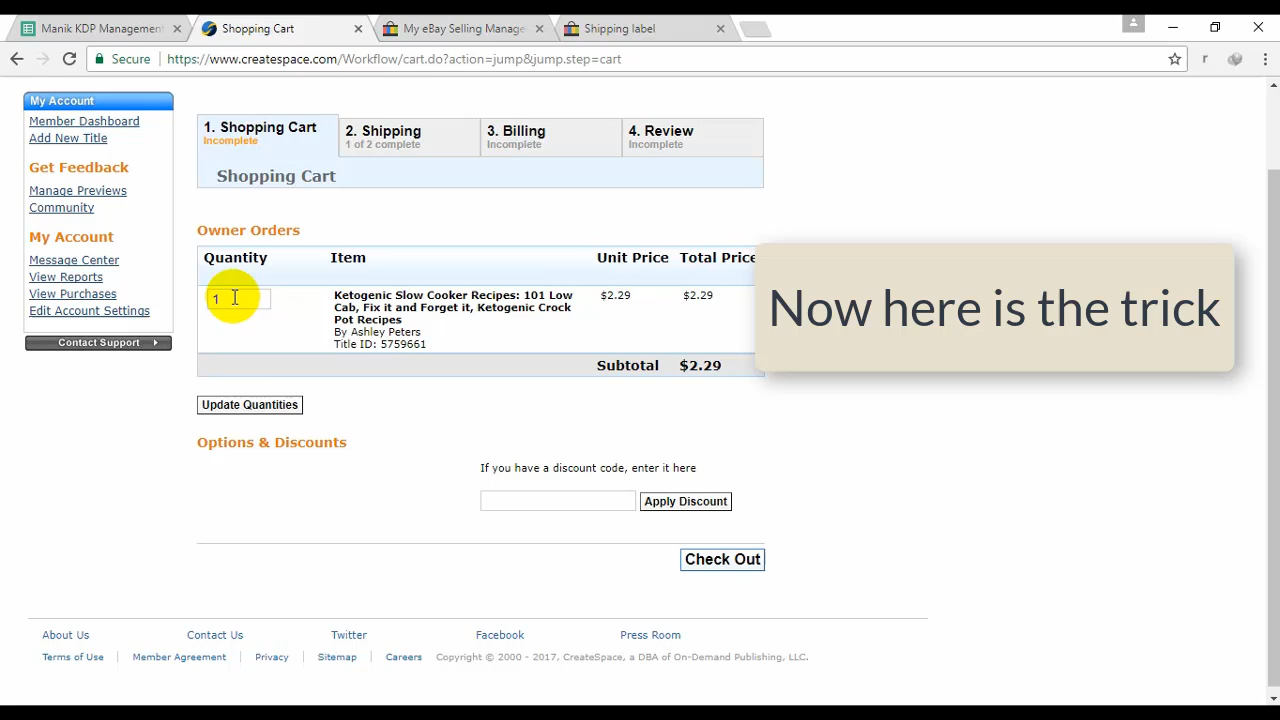 Manik KDP Management
Shopping Cart
My eBay Selling Manage
Shipping label
Secure
https://www.createspace.com/Workflow/cart.do?action=jump&jump.step=cart
r
My Account
Member Dashboard
Add New Title
Get Feedback
Manage Previews
Community
My Account
Message Center
View Reports
View Purchases
Edit Account Settings
Contact Support
1. Shopping Cart
Incomplete
2. Shipping
1 of 2 complete
3. Billing
Incomplete
4. Review
Incomplete
Shopping Cart
Owner Orders
Quantity Item Unit Price Total Price
1
Ketogenic Slow Cooker Recipes: 101 Low
Cab, Fix it and Forget it, Ketogenic Crock
Pot Recipes
By Ashley Peters
Title ID: 5759661
$2.29
$2.29
Subtotal $2.29
Now here is the trick
Update Quantities
Options & Discounts
If you have a discount code, enter it here
Apply Discount
Check Out
About Us Contact Us Twitter Facebook Press Room
Terms of Use Member Agreement Privacy Sitemap Careers Copyright © 2000 - 2017, CreateSpace, a DBA of On-Demand Publishing, LLC.